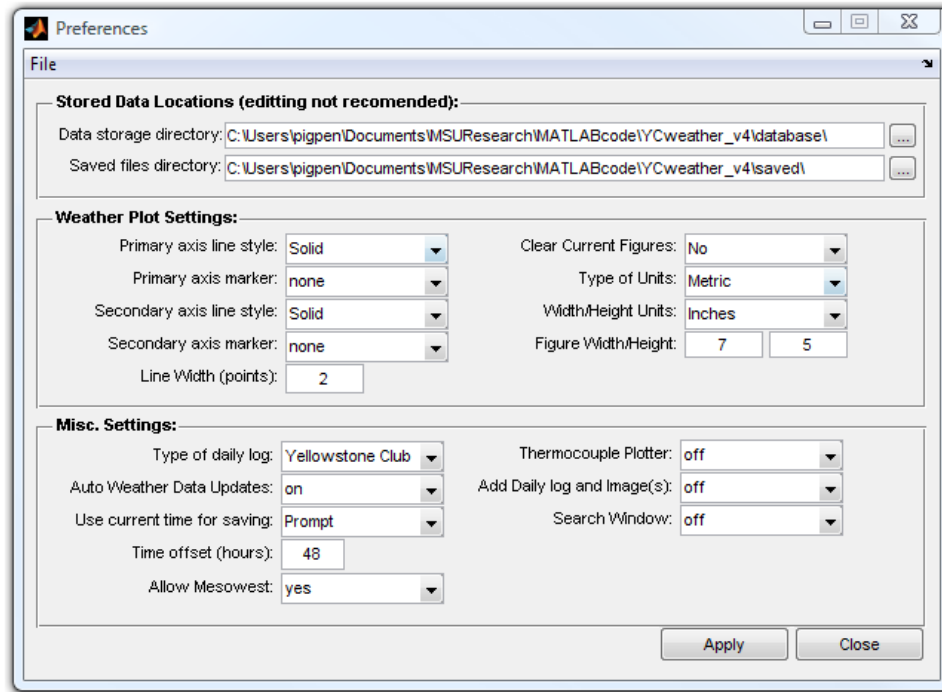 Preferences
File
Stored Data Locations (editting not recomended):
Data storage directory: C:\Users\pigpen\Documents\MSUResearch\MATLABcode\YCweather_v4\database\ ...
Saved files directory: C:\Users\pigpen\Documents\MSUResearch\MATLABcode\YCweather_v4\saved\ ...
Weather Plot Settings:
Primary axis line style: Solid Clear Current Figures: No
Primary axis marker: none Type of Units: Metric
Secondary axis line style: Solid Width/Height Units: Inches
Secondary axis marker: none Figure Width/Height: 7 5
Line Width (points): 2
Misc. Settings:
Type of daily log: Yellowstone Club Thermocouple Plotter: off
Auto Weather Data Updates: on Add Daily log and Image(s): off
Use current time for saving: Prompt Search Window: off
Time offset (hours): 48
Allow Mesowest: yes
Apply Close